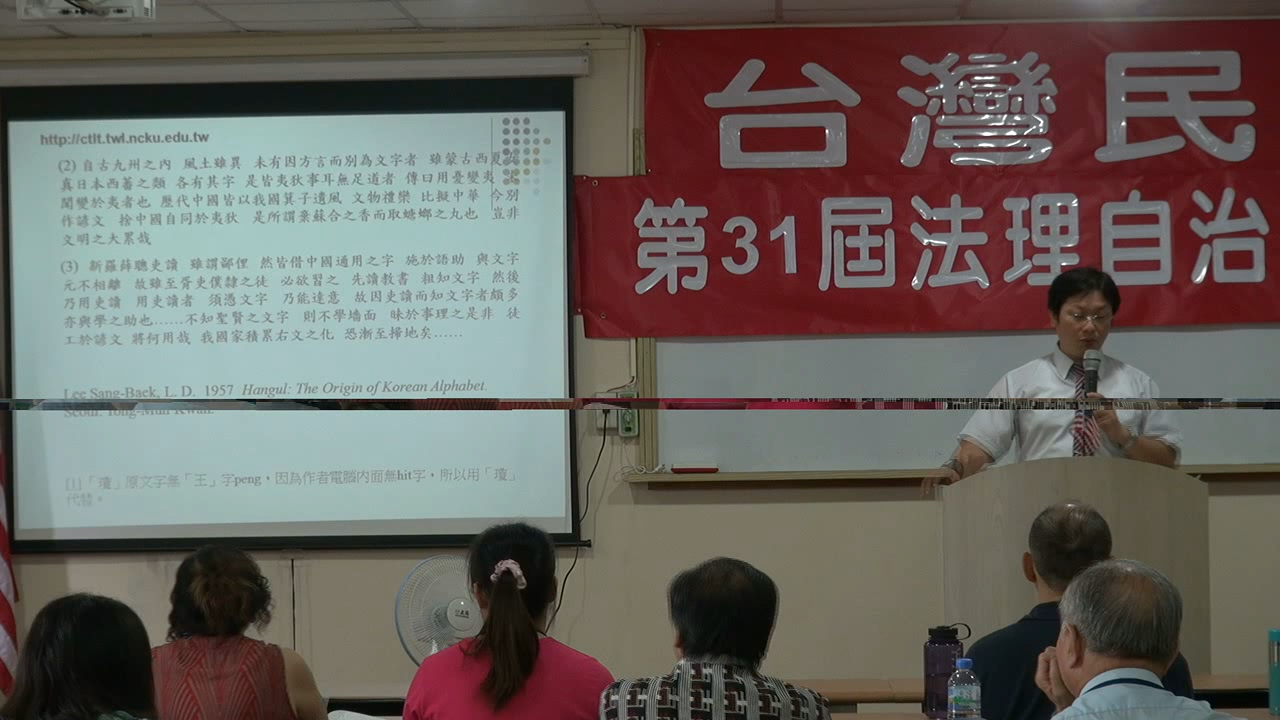 http://ctlt.twl.ncku.edu.tw
(2) 自古九州之內 風土雖異 未有因方言而別為文字者 雖蒙古西夏
真日本西蕃之類 各有其字 是皆夷狄事耳無足道者 傳曰用夏變夷
聞變於夷者也 歷代中國皆以我國箕子遺風 文物禮樂 比擬中華 今別
作諺文 捨中國自同於夷狄 是所謂棄蘇合之香而取螗螂之丸也 豈非
文明之大累哉
(3) 新羅薛聰吏讀 雖謂鄙俚 然皆借中國通用之字 施於語助 與文字
元不相離 故雖至胥吏僕隸之徒 必欲習之 先讀數書 粗知文字 然後
乃用吏讀 用吏讀者 須憑文字 乃能達意 故因吏讀而知文字者頗多
亦興學之助也……不知聖賢之文字 則不學墻面 昧於事理之是非 徒
工於諺文 將何用哉 我國家積累右文之化 恐漸至掃地矣……
Lee Sang-Back, L. D. 1957 Hangul: The Origin of Korean Alphabet.
[1]「瓊」原文字無「王」字peng，因為作者電腦內面無hit字，所以用「瓊」
代替。
台灣民
第31屆法理自治